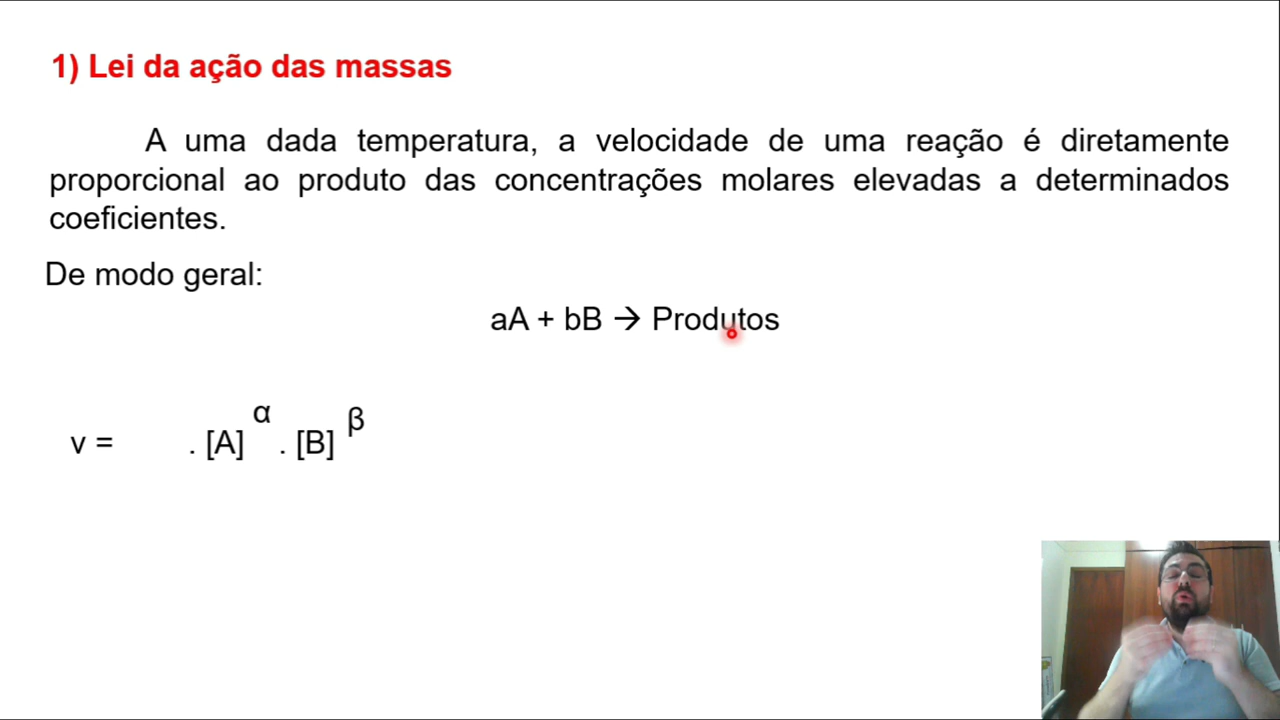 1) Lei da ação das massas
A uma dada temperatura, a velocidade de uma reação é diretamente
proporcional ao produto das concentrações molares elevadas a determinados
coeficientes.
De modo geral:
aA + bB → Produtos
v = . [A] α . [B] β